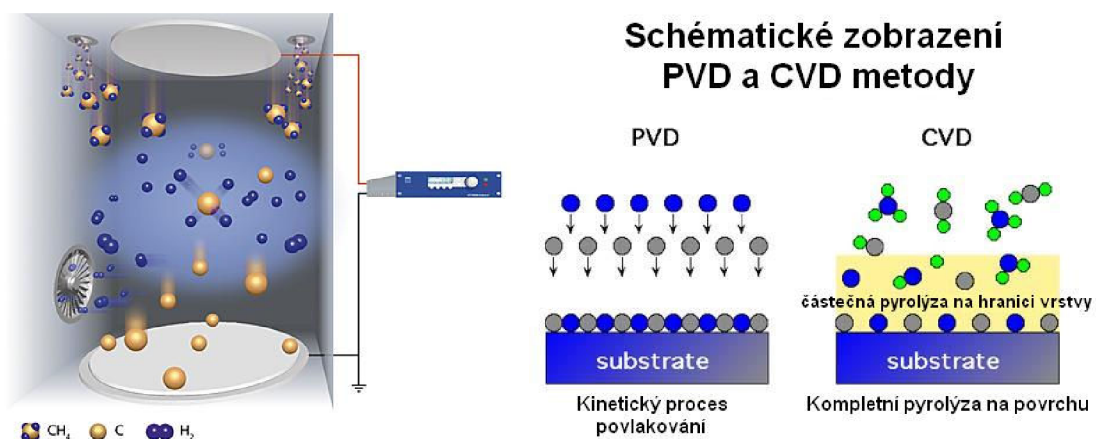 Schématické zobrazení
PVD a CVD metody
PVD
CVD
částečná pyrolýza na hranici vrstvy
substrate
substrate
Kinetický proces
povlakování
Kompletní pyrolýza na povrchu
CH₄ C H₂